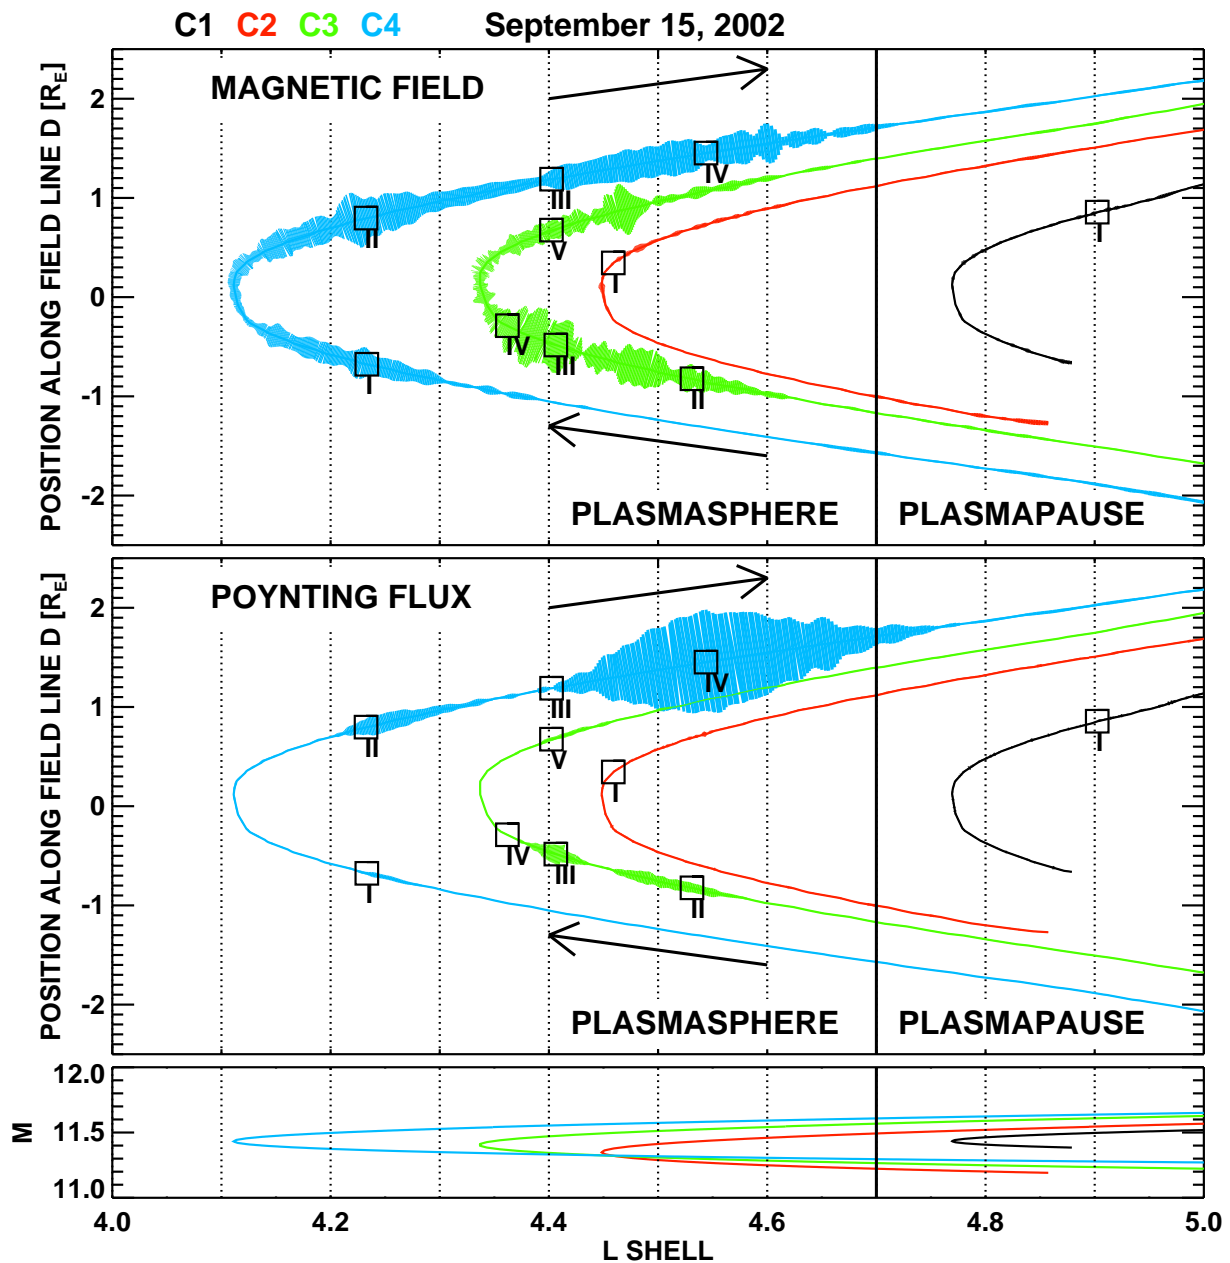 C1 C2 C3 C4 September 15, 2002
MAGNETIC FIELD
POSITION ALONG FIELD LINE D [RE]
2
1
0
-1
-2
II
III
IV
I
V
I
IV
III
II
I
PLASMASPHERE
PLASMAPAUSE
POYNTING FLUX
POSITION ALONG FIELD LINE D [RE]
2
1
0
-1
-2
II
III
IV
I
V
I
IV
III
II
I
PLASMASPHERE
PLASMAPAUSE
M
12.0
11.5
11.0
4.0 4.2 4.4 4.6 4.8 5.0
L SHELL